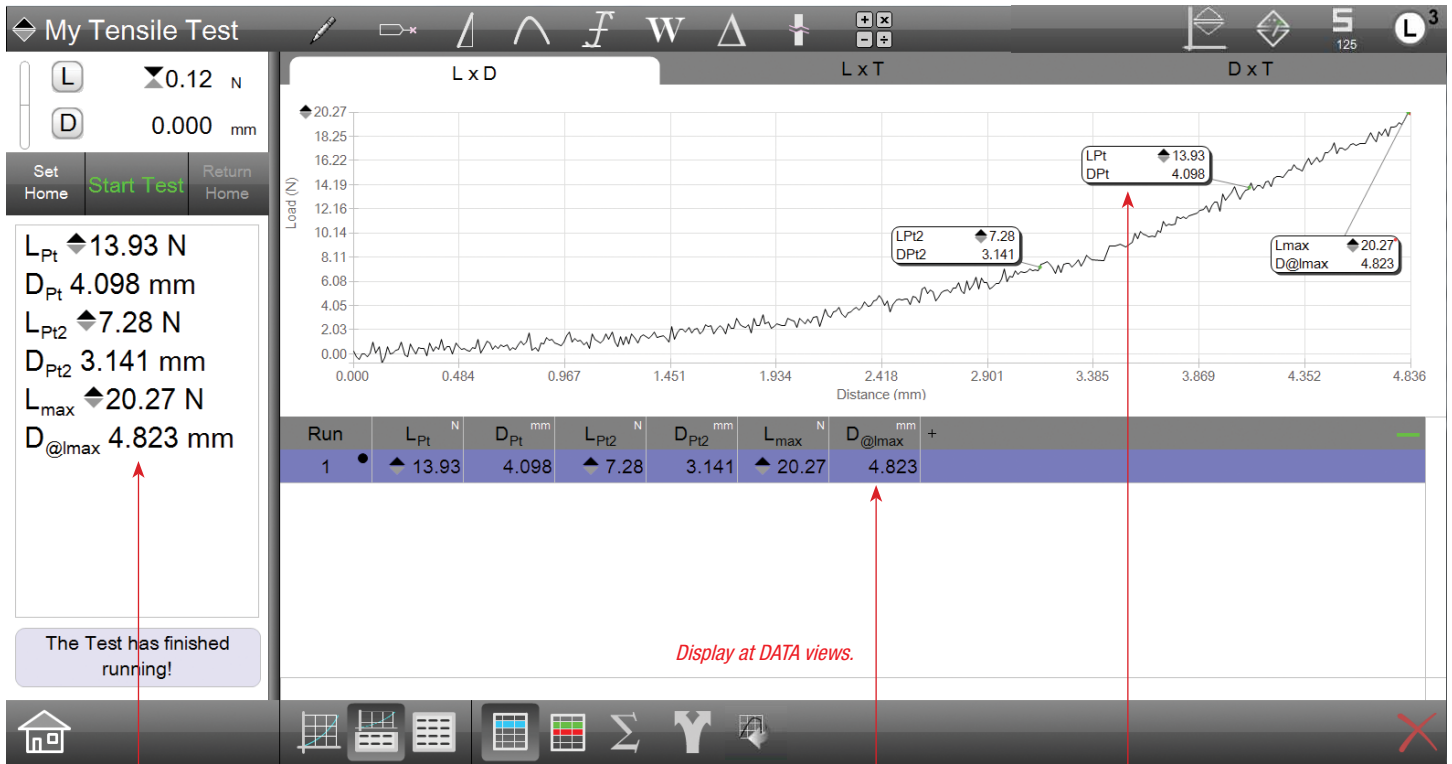 My Tensile Test
W
S
125
L
3
L
0.12 N
D
0.000 mm
Set Home
Start Test
Return Home
LPt 13.93 N
DPt 4.098 mm
LPt2 7.28 N
DPt2 3.141 mm
Lmax 20.27 N
D@lmax 4.823 mm
The Test has finished
running!
L x D
L x T
D x T
20.27
18.25
16.22
14.19
12.16
10.14
8.11
6.08
4.05
2.03
0.00
Load (N)
LPt 13.93
DPt 4.098
LPt2 7.28
DPt2 3.141
Lmax 20.27*
D@lmax 4.823
0.000 0.484 0.967 1.451 1.934 2.418 2.901 3.385 3.869 4.352 4.836
Distance (mm)
Run LPt N DPt mm LPt2 N DPt2 mm Lmax N D@lmax mm +
1 13.93 4.098 7.28 3.141 20.27 4.823
Display at DATA views.
Σ